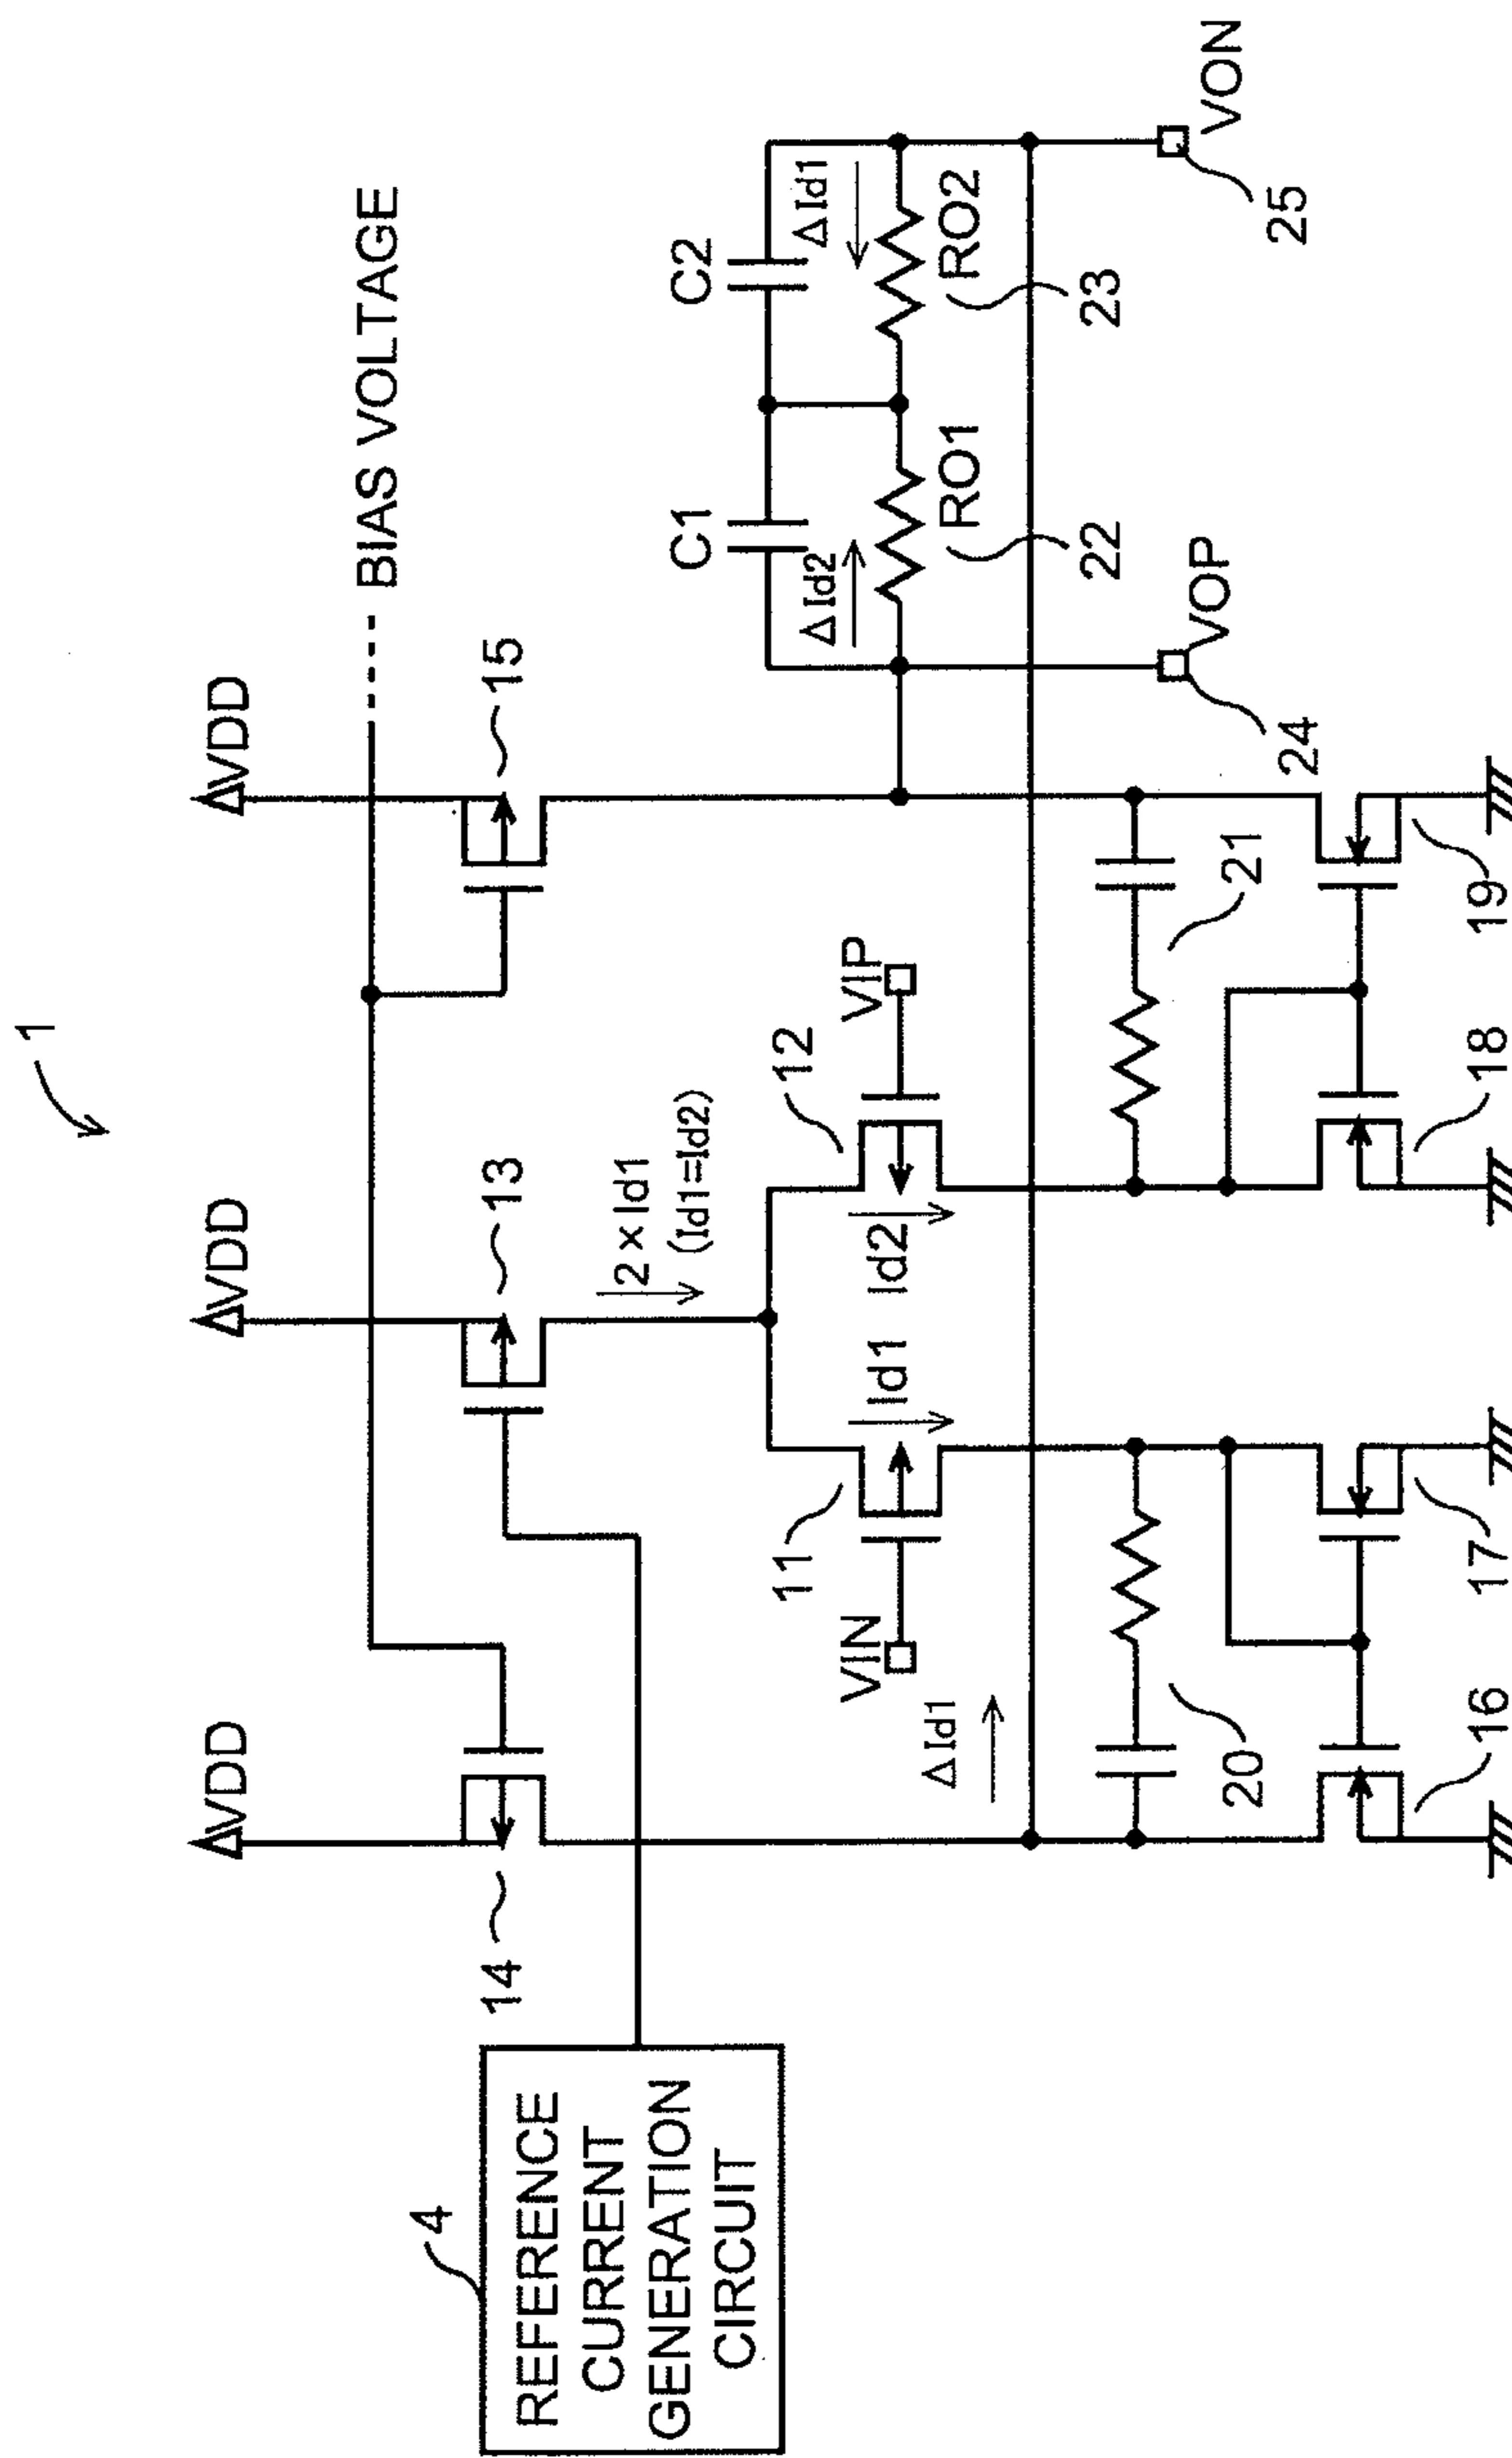 1
VDD
VDD
VDD
BIAS VOLTAGE
14
13
15
4
REFERENCE
CURRENT
GENERATION
CIRCUIT
2×Id1
(Id1=Id2)
C1
C2
ΔId2
ΔId1
11
12
VIN
Id1
Id2
VIP
RO1
RO2
22
23
ΔId1
20
21
24
VOP
25
VON
16
17
18
19